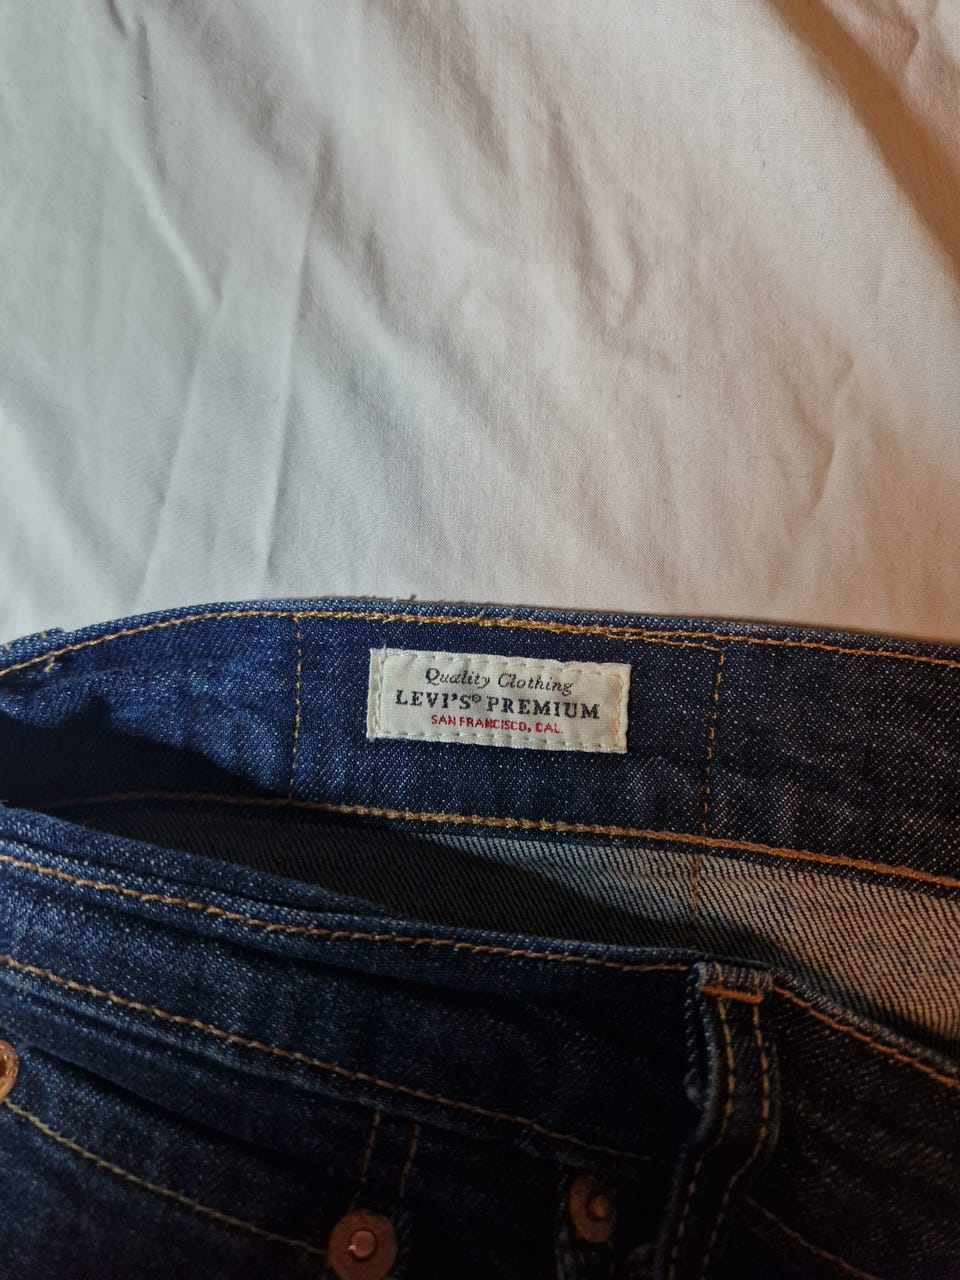 Quality Clothing
LEVI'S® PREMIUM
SAN FRANCISCO, CAL.